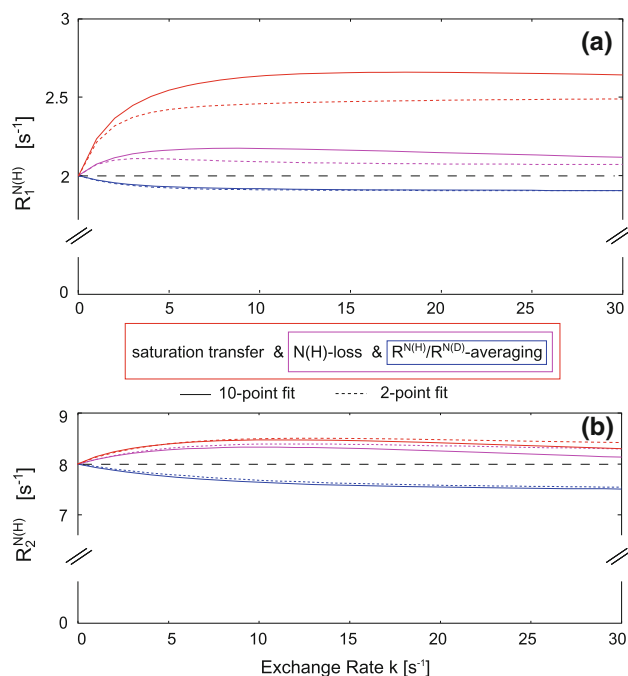 (a)
3
2.5
2
0
R₁ᴺ⁽ᴴ⁾ [s⁻¹]
0 5 10 15 20 25 30
saturation transfer & N(H)-loss & Rᴺ⁽ᴴ⁾/Rᴺ⁽ᴰ⁾-averaging
10-point fit 2-point fit
(b)
9
8
7
0
R₂ᴺ⁽ᴴ⁾ [s⁻¹]
0 5 10 15 20 25 30
Exchange Rate k [s⁻¹]